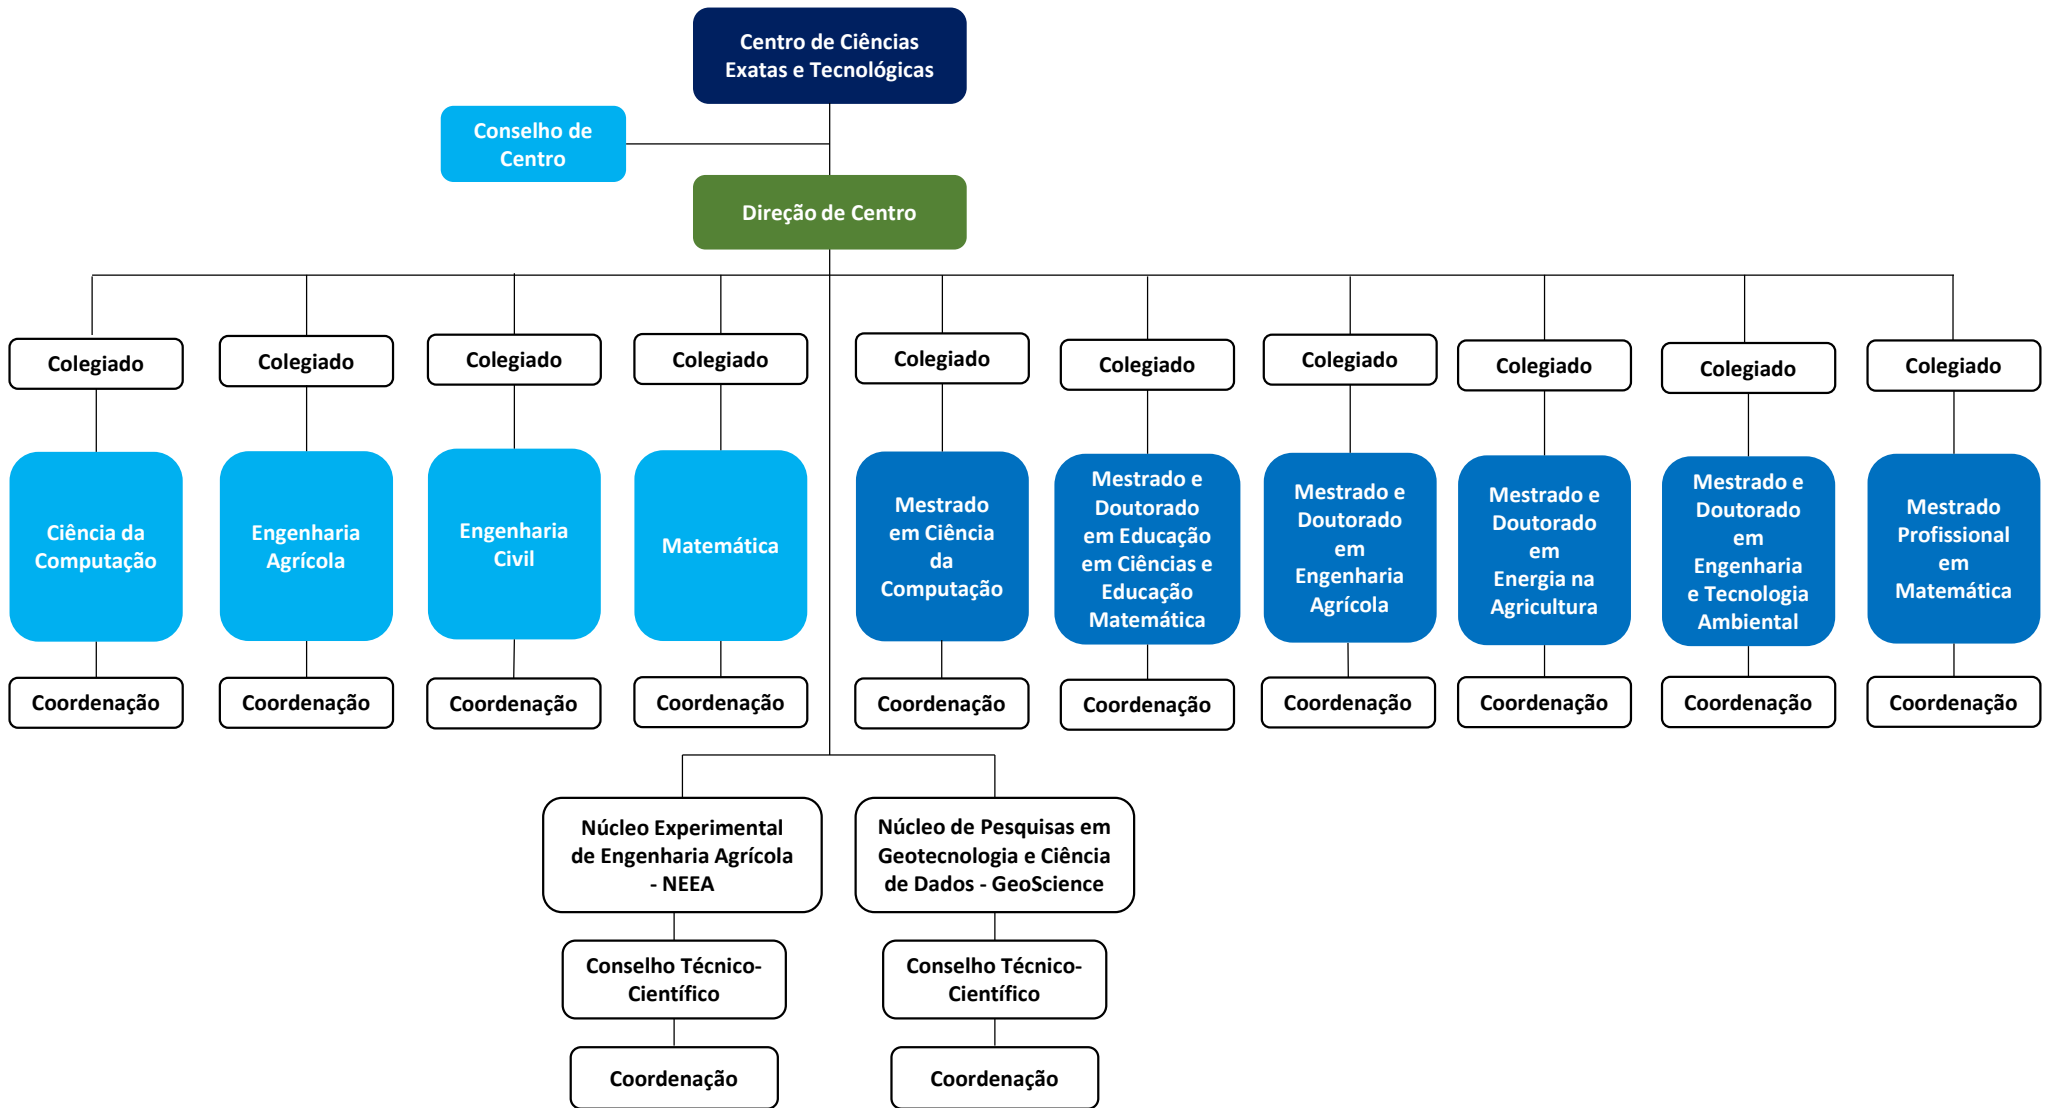 Centro de Ciências
Exatas e Tecnológicas
Conselho de
Centro
Direção de Centro
Colegiado
Colegiado
Colegiado
Colegiado
Colegiado
Colegiado
Colegiado
Colegiado
Colegiado
Colegiado
Ciência da
Computação
Engenharia
Agrícola
Engenharia
Civil
Matemática
Mestrado
em Ciência
da
Computação
Mestrado e
Doutorado
em Educação
em Ciências e
Educação
Matemática
Mestrado e
Doutorado
em
Engenharia
Agrícola
Mestrado e
Doutorado
em
Energia na
Agricultura
Mestrado e
Doutorado
em
Engenharia
e Tecnologia
Ambiental
Mestrado
Profissional
em
Matemática
Coordenação
Coordenação
Coordenação
Coordenação
Coordenação
Coordenação
Coordenação
Coordenação
Coordenação
Coordenação
Núcleo Experimental
de Engenharia Agrícola
- NEEA
Núcleo de Pesquisas em
Geotecnologia e Ciência
de Dados - GeoScience
Conselho Técnico-
Científico
Conselho Técnico-
Científico
Coordenação
Coordenação